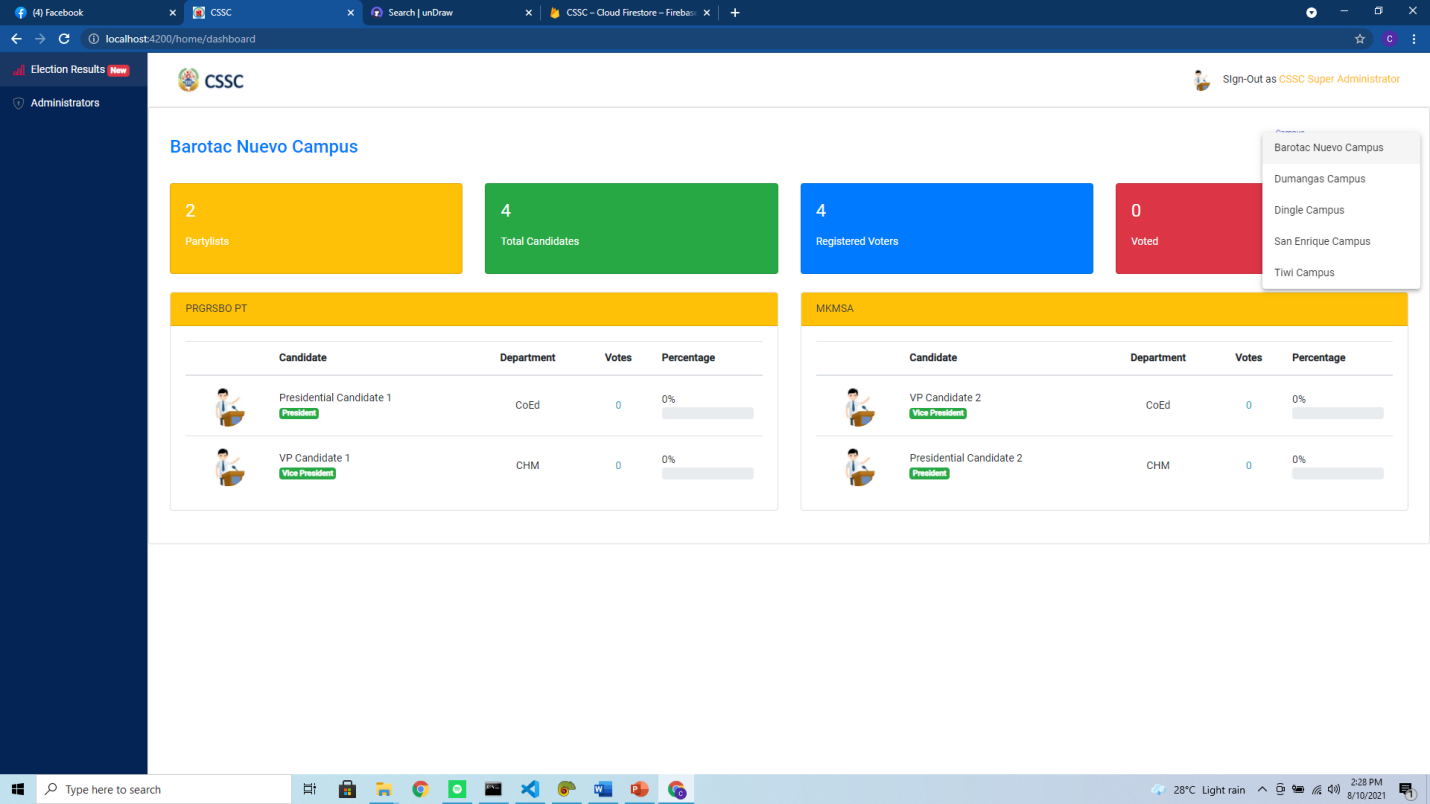 (4) Facebook
CSSC
Search | unDraw
CSSC – Cloud Firestore – Firebase
localhost:4200/home/dashboard
C
Election Results New
Administrators
CSSC
SIgn-Out as CSSC Super Administrator
Barotac Nuevo Campus
Barotac Nuevo Campus
Dumangas Campus
Dingle Campus
San Enrique Campus
Tiwi Campus
2
Partylists
4
Total Candidates
4
Registered Voters
0
Voted
PRGRSBO PT
Candidate Department Votes Percentage
Presidential Candidate 1
President
CoEd 0 0%
VP Candidate 1
Vice President
CHM 0 0%
MKMSA
Candidate Department Votes Percentage
VP Candidate 2
Vice President
CoEd 0 0%
Presidential Candidate 2
President
CHM 0 0%
Type here to search
28°C Light rain
2:28 PM
8/10/2021
1